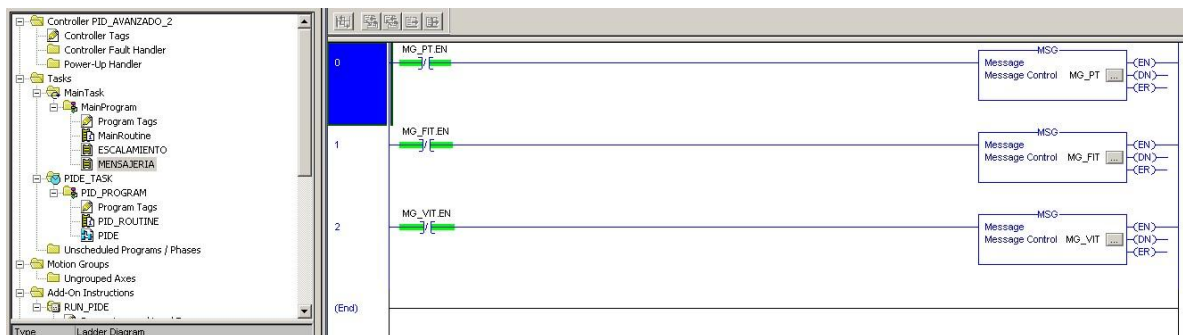 Controller PID_AVANZADO_2
Controller Tags
Controller Fault Handler
Power-Up Handler
Tasks
MainTask
MainProgram
Program Tags
MainRoutine
ESCALAMIENTO
MENSAJERIA
PIDE_TASK
PID_PROGRAM
Program Tags
PID_ROUTINE
PIDE
Unscheduled Programs / Phases
Motion Groups
Ungrouped Axes
Add-On Instructions
RUN_PIDE
Type Ladder Diagram
0
MG_PT.EN
MSG
Message
Message Control MG_PT ...
EN
DN
ER
1
MG_FIT.EN
MSG
Message
Message Control MG_FIT ...
EN
DN
ER
2
MG_VIT.EN
MSG
Message
Message Control MG_VIT ...
EN
DN
ER
(End)